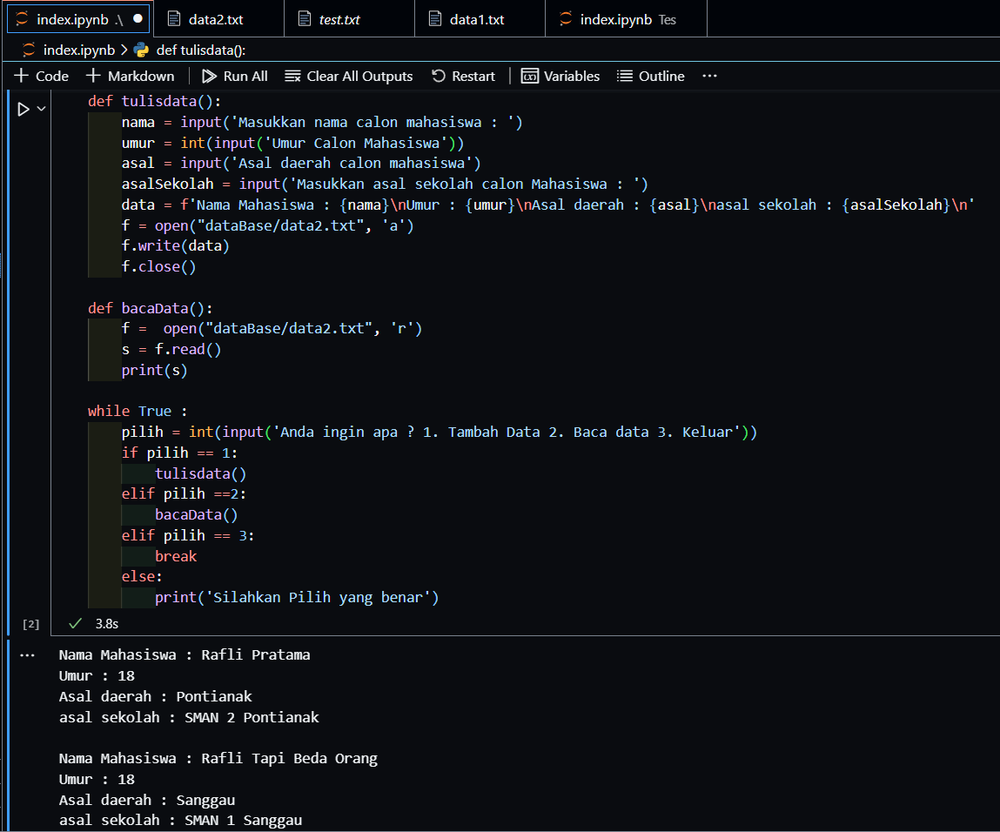 index.ipynb .\ data2.txt test.txt data1.txt index.ipynb Tes
index.ipynb > def tulisdata():
+ Code + Markdown Run All Clear All Outputs Restart Variables Outline ...
def tulisdata():
    nama = input('Masukkan nama calon mahasiswa : ')
    umur = int(input('Umur Calon Mahasiswa'))
    asal = input('Asal daerah calon mahasiswa')
    asalSekolah = input('Masukkan asal sekolah calon Mahasiswa : ')
    data = f'Nama Mahasiswa : {nama}\nUmur : {umur}\nAsal daerah : {asal}\nasal sekolah : {asalSekolah}\n'
    f = open("dataBase/data2.txt", 'a')
    f.write(data)
    f.close()
def bacaData():
    f =  open("dataBase/data2.txt", 'r')
    s = f.read()
    print(s)
while True :
    pilih = int(input('Anda ingin apa ? 1. Tambah Data 2. Baca data 3. Keluar'))
    if pilih == 1:
        tulisdata()
    elif pilih ==2:
        bacaData()
    elif pilih == 3:
        break
    else:
        print('Silahkan Pilih yang benar')
[2] ✓ 3.8s
... Nama Mahasiswa : Rafli Pratama
Umur : 18
Asal daerah : Pontianak
asal sekolah : SMAN 2 Pontianak
Nama Mahasiswa : Rafli Tapi Beda Orang
Umur : 18
Asal daerah : Sanggau
asal sekolah : SMAN 1 Sanggau